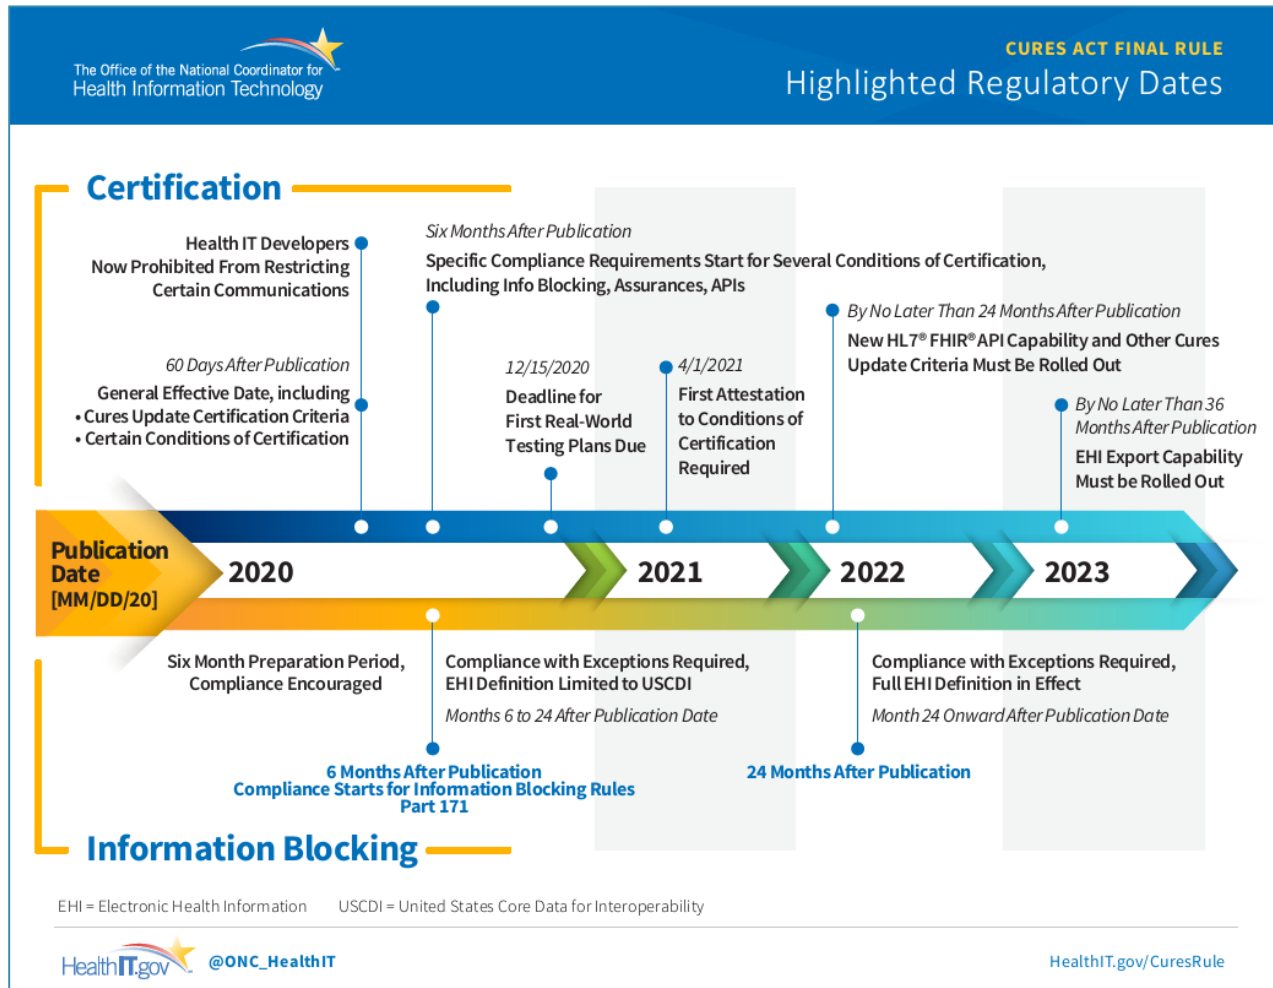 The Office of the National Coordinator for
Health Information Technology
CURES ACT FINAL RULE
Highlighted Regulatory Dates
Certification
Health IT Developers
Now Prohibited From Restricting
Certain Communications
60 Days After Publication
General Effective Date, including
• Cures Update Certification Criteria
• Certain Conditions of Certification
Six Months After Publication
Specific Compliance Requirements Start for Several Conditions of Certification,
Including Info Blocking, Assurances, APIs
12/15/2020
Deadline for
First Real-World
Testing Plans Due
4/1/2021
First Attestation
to Conditions of
Certification
Required
By No Later Than 24 Months After Publication
New HL7® FHIR® API Capability and Other Cures
Update Criteria Must Be Rolled Out
By No Later Than 36
Months After Publication
EHI Export Capability
Must be Rolled Out
Publication
Date
[MM/DD/20]
2020
2021
2022
2023
Six Month Preparation Period,
Compliance Encouraged
Compliance with Exceptions Required,
EHI Definition Limited to USCDI
Months 6 to 24 After Publication Date
Compliance with Exceptions Required,
Full EHI Definition in Effect
Month 24 Onward After Publication Date
6 Months After Publication
Compliance Starts for Information Blocking Rules
Part 171
24 Months After Publication
Information Blocking
EHI = Electronic Health Information
USCDI = United States Core Data for Interoperability
HealthIT.gov
@ONC_HealthIT
HealthIT.gov/CuresRule